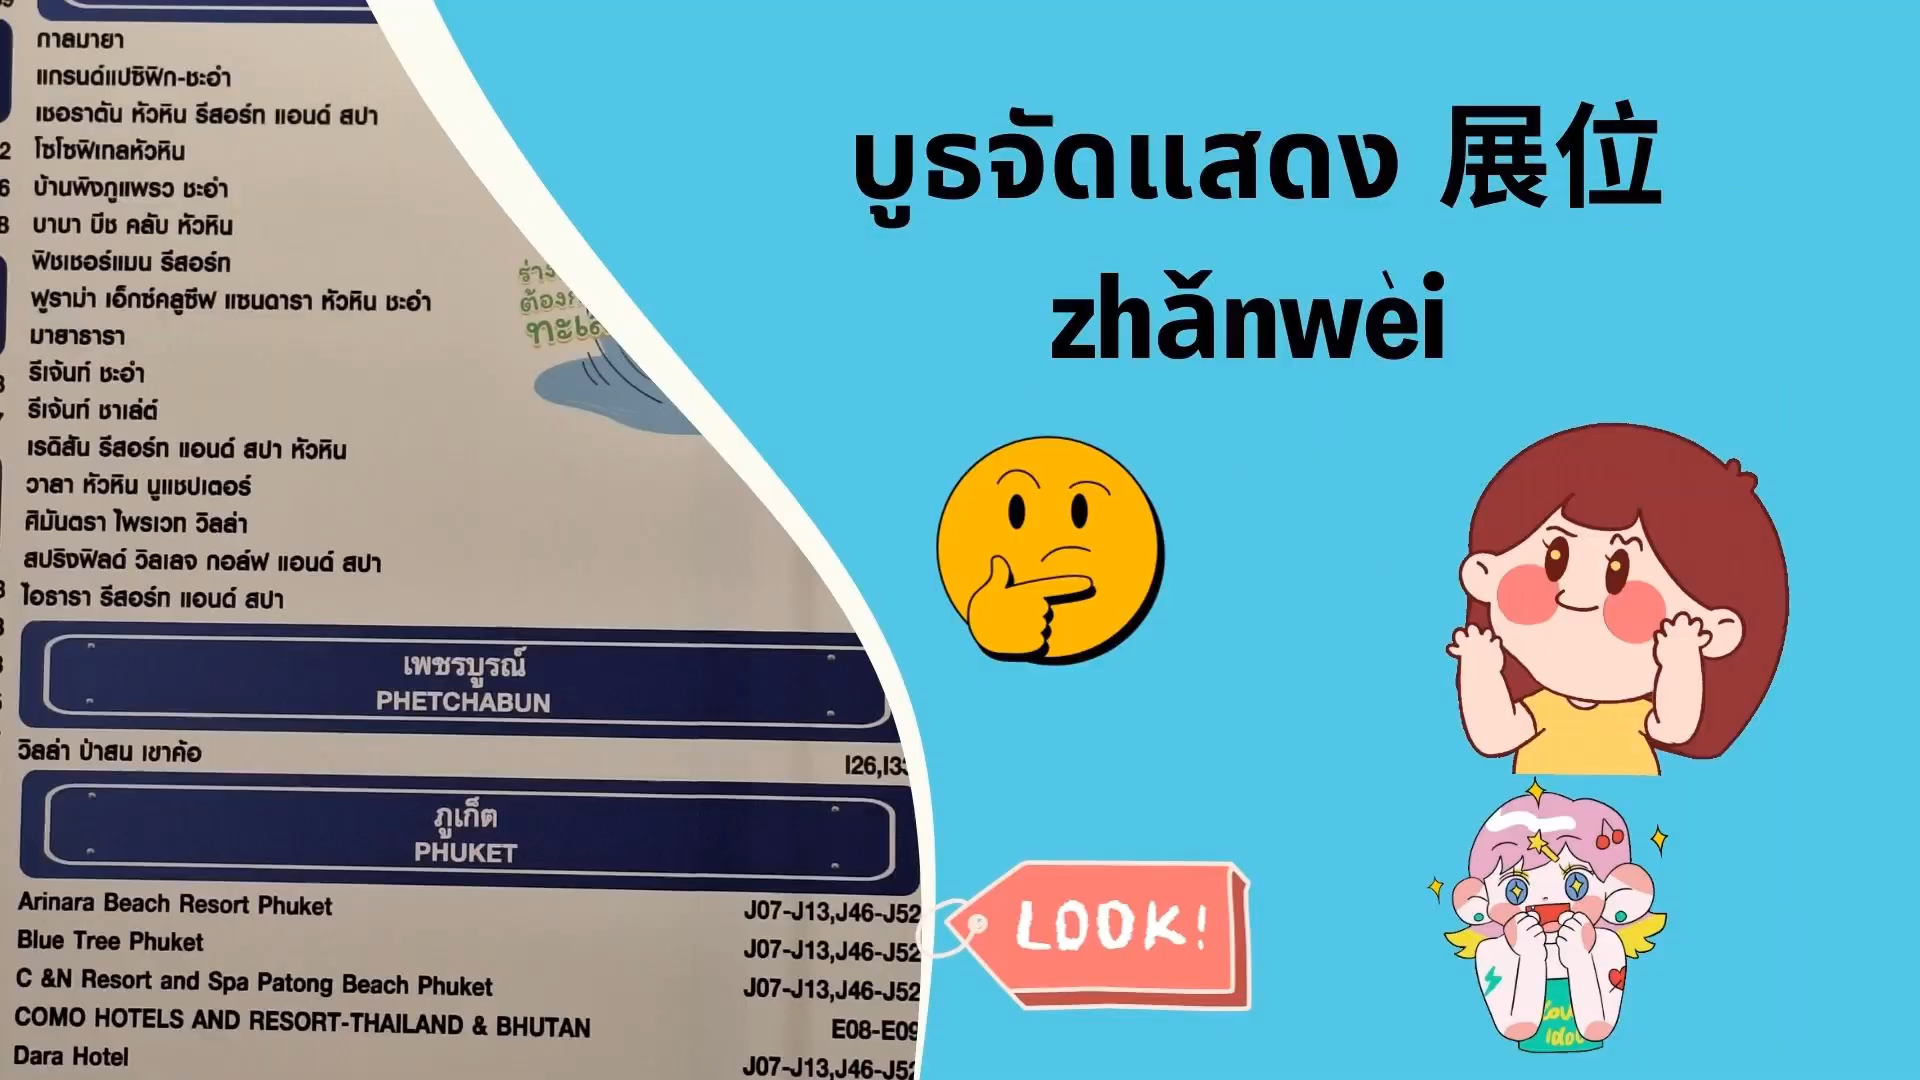 กาลมายา
แกรนด์แปซิฟิก-ชะอำ
เชอราตัน หัวหิน รีสอร์ท แอนด์ สปา
โซโซฟิเทลหัวหิน
บ้านพิงภูแพรว ชะอำ
บาบา บีช คลับ หัวหิน
ฟิชเชอร์แมน รีสอร์ท
ฟูราม่า เอ็กซ์คลูซีฟ แซนดารา หัวหิน ชะอำ
มายาธารา
รีเจ้นท์ ชะอำ
รีเจ้นท์ ชาเล่ต์
เรดิสัน รีสอร์ท แอนด์ สปา หัวหิน
วาลา หัวหิน นูแชปเตอร์
ศิมันตรา ไพรเวท วิลล่า
สปริงฟิลด์ วิลเลจ กอล์ฟ แอนด์ สปา
ไอธารา รีสอร์ท แอนด์ สปา
เพชรบูรณ์
PHETCHABUN
วิลล่า ป่าสน เขาค้อ I26,I33
ภูเก็ต
PHUKET
Arinara Beach Resort Phuket J07-J13,J46-J52
Blue Tree Phuket J07-J13,J46-J52
C &N Resort and Spa Patong Beach Phuket J07-J13,J46-J52
COMO HOTELS AND RESORT-THAILAND & BHUTAN E08-E09
Dara Hotel J07-J13,J46-J52
บูธจัดแสดง 展位
zhǎnwèi
LOOK!